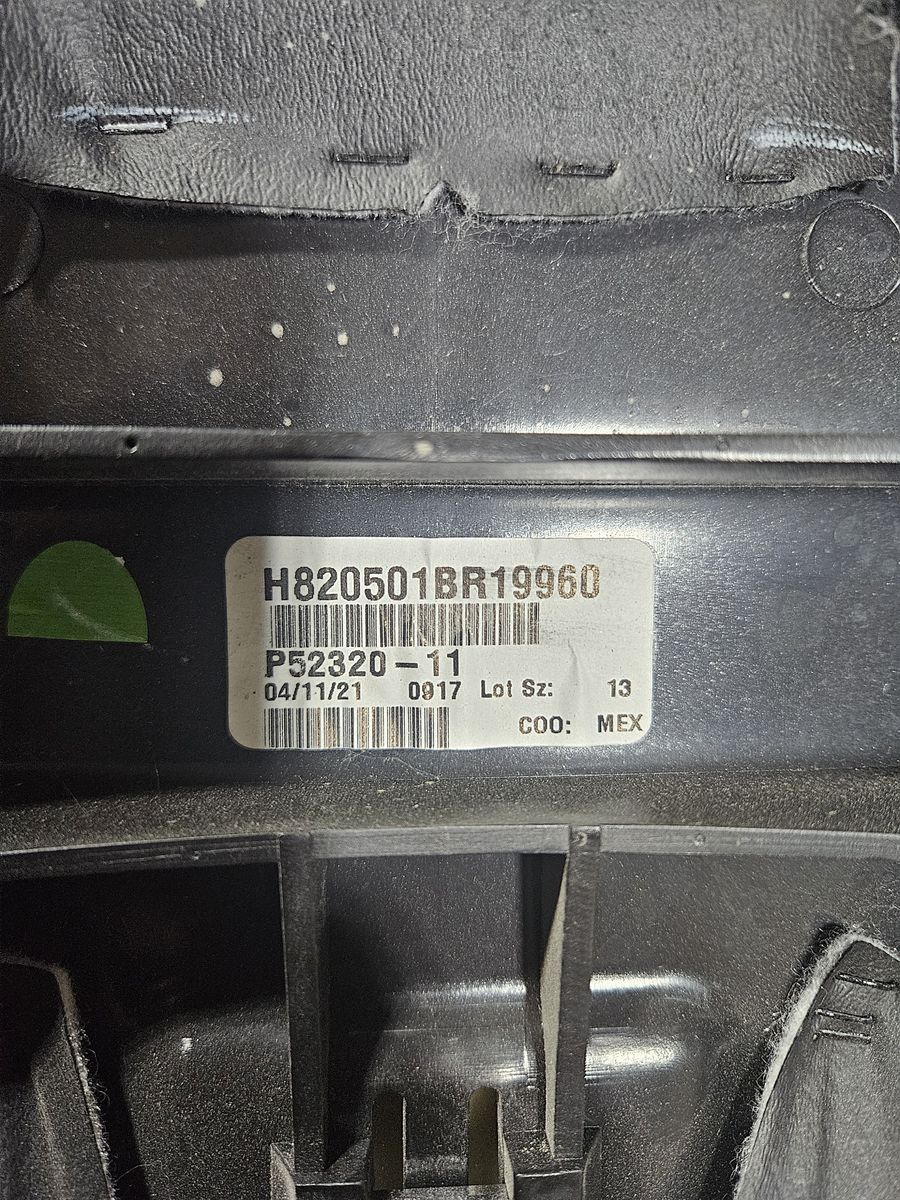 H820501BR19960
P52320-11
04/11/21 0917 Lot Sz: 13
COO: MEX